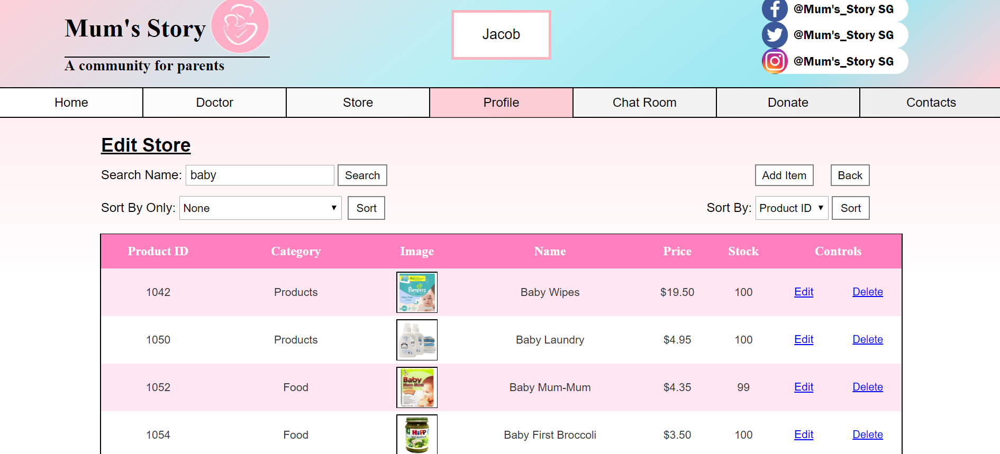 Mum's Story
A community for parents
Jacob
@Mum's_Story SG
@Mum's_Story SG
@Mum's_Story SG
Home Doctor Store Profile Chat Room Donate Contacts
Edit Store
Search Name: baby Search Add Item Back
Sort By Only: None Sort Sort By: Product ID Sort
Product ID Category Image Name Price Stock Controls
4x
Pampers
1042 Products Baby Wipes $19.50 100 Edit Delete
1050 Products Baby Laundry $4.95 100 Edit Delete
Baby
Mum-Mum
1052 Food Baby Mum-Mum $4.35 99 Edit Delete
HiPP
1054 Food Baby First Broccoli $3.50 100 Edit Delete